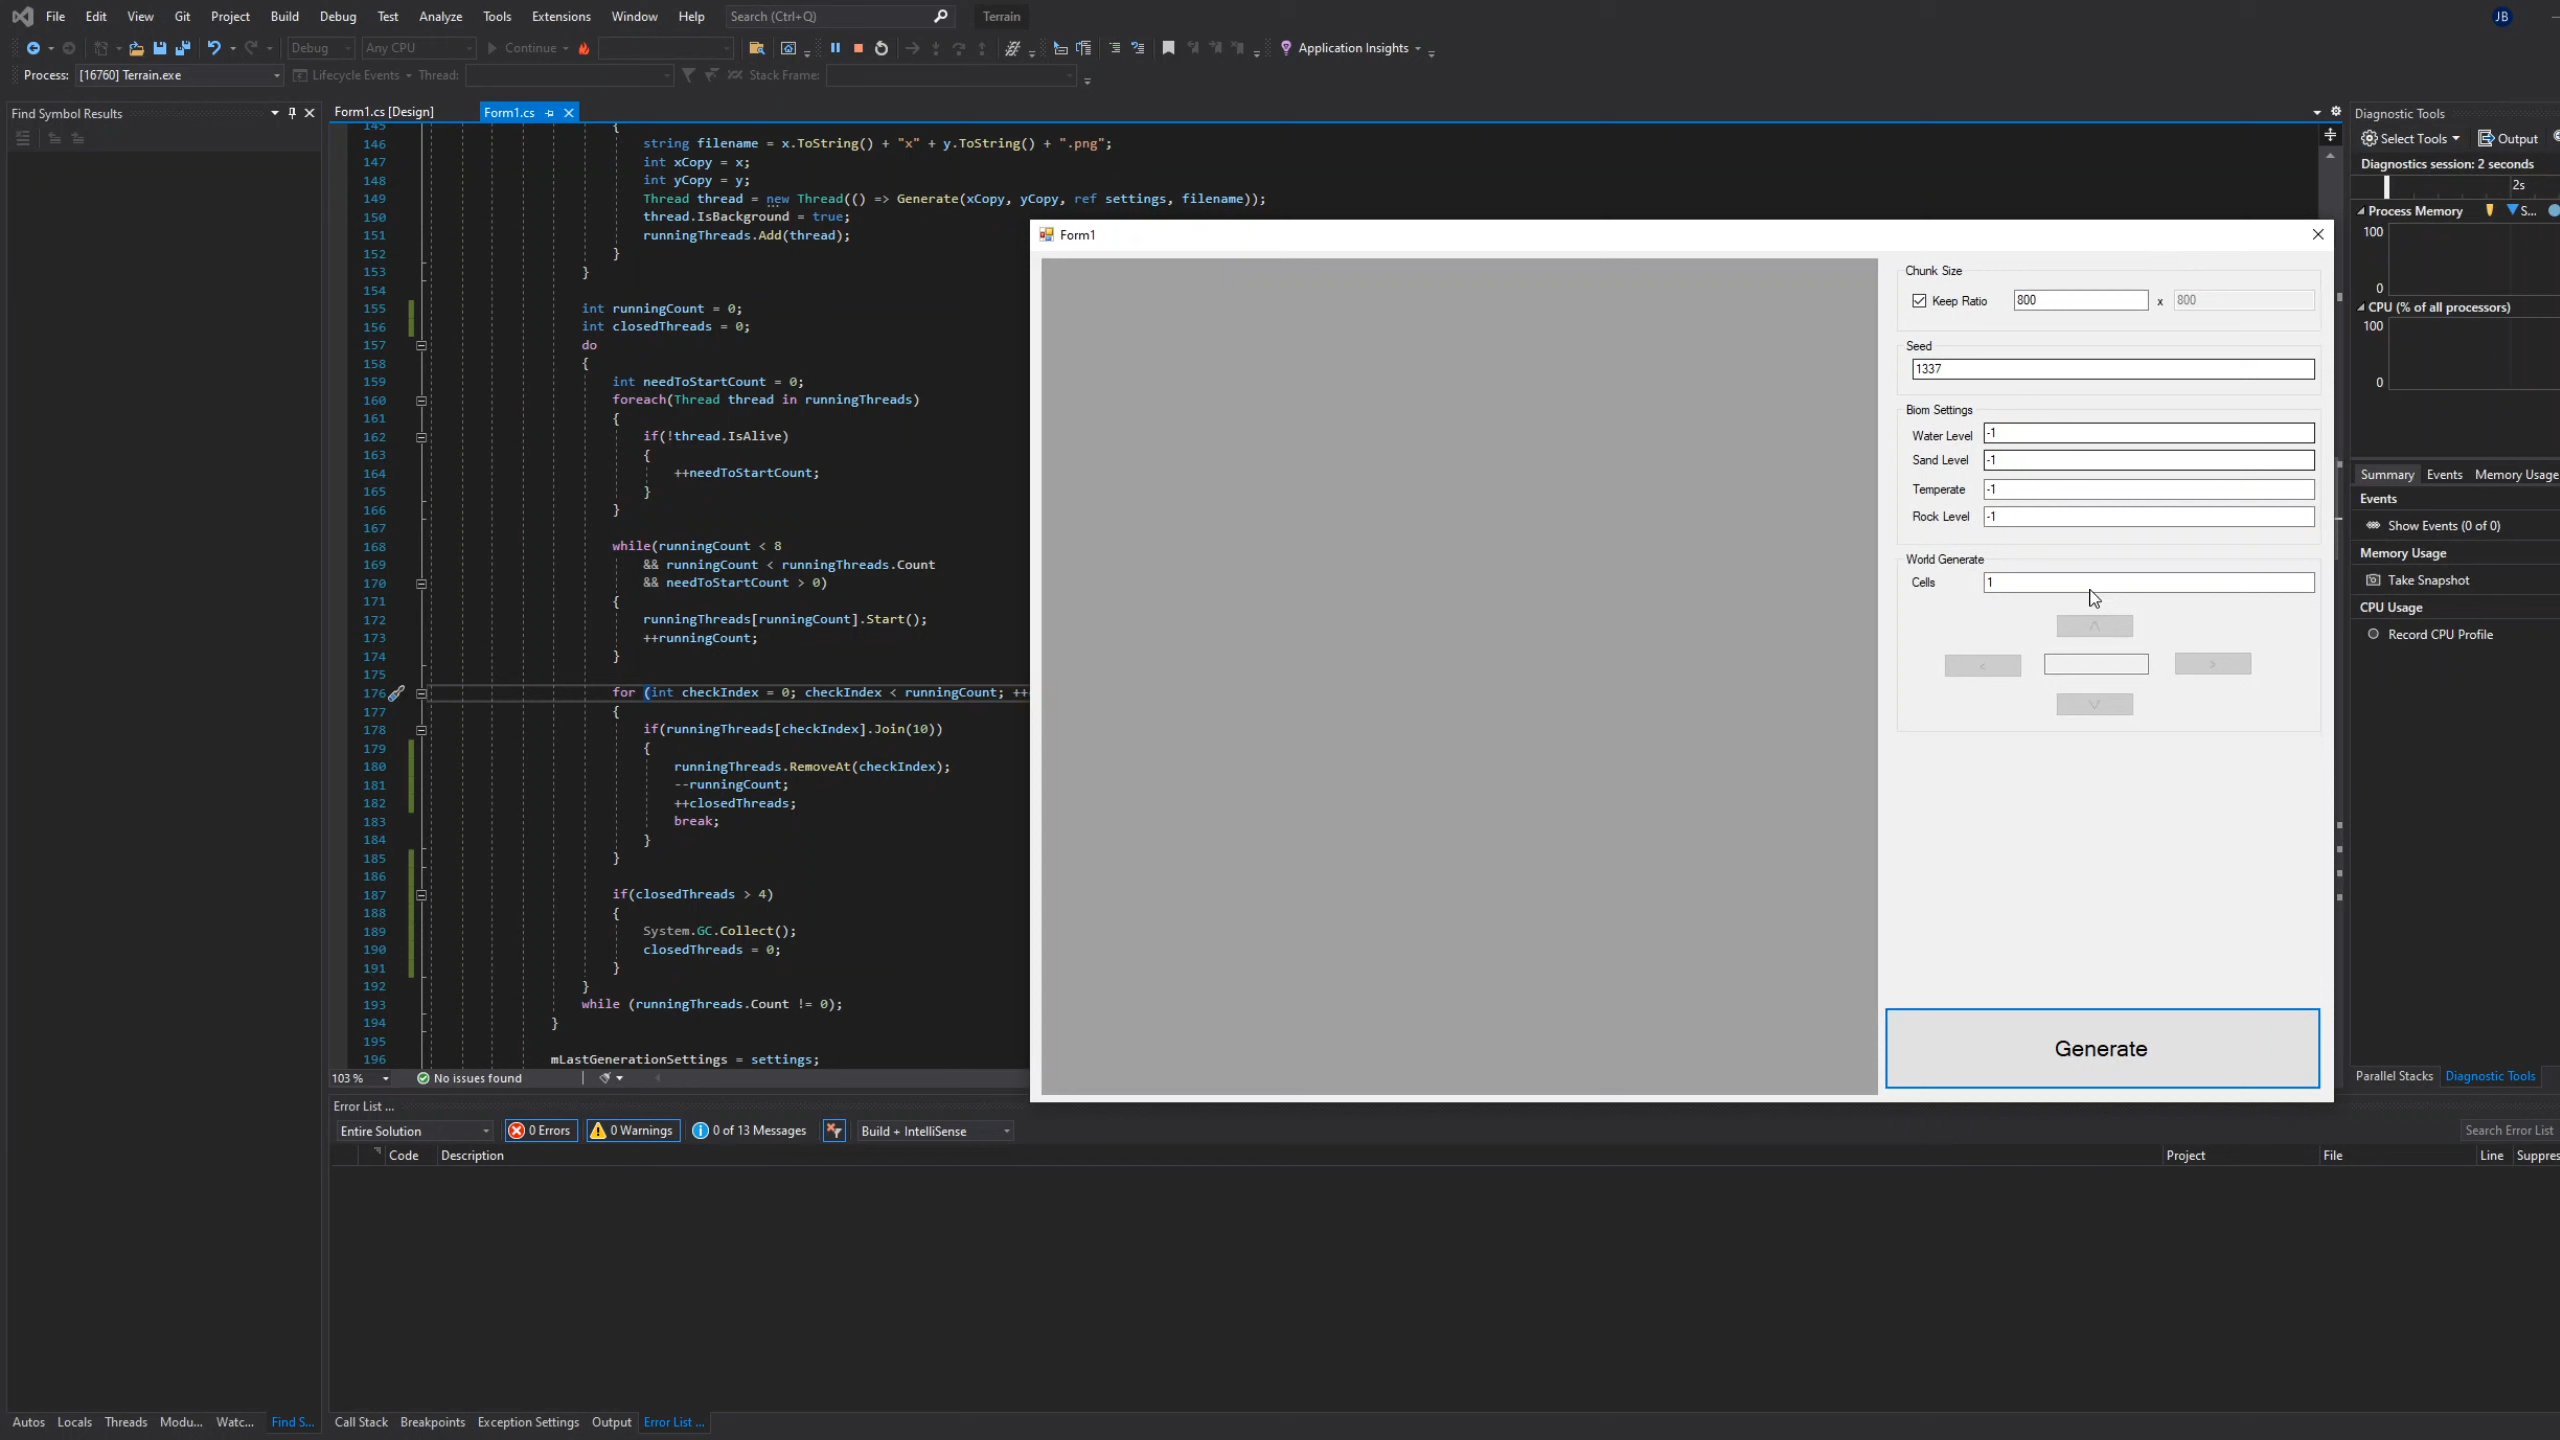 File Edit View Git Project Build Debug Test Analyze Tools Extensions Window Help Search (Ctrl+Q) Terrain JB
Debug Any CPU Continue Application Insights
Process: [16760] Terrain.exe Lifecycle Events Thread: Stack Frame:
Find Symbol Results
Form1.cs [Design] Form1.cs
145 {
146 string filename = x.ToString() + "x" + y.ToString() + ".png";
147 int xCopy = x;
148 int yCopy = y;
149 Thread thread = new Thread(() => Generate(xCopy, yCopy, ref settings, filename));
150 thread.IsBackground = true;
151 runningThreads.Add(thread);
152 }
153 }
154
155 int runningCount = 0;
156 int closedThreads = 0;
157 do
158 {
159 int needToStartCount = 0;
160 foreach(Thread thread in runningThreads)
161 {
162 if(!thread.IsAlive)
163 {
164 ++needToStartCount;
165 }
166 }
167
168 while(runningCount < 8
169 && runningCount < runningThreads.Count
170 && needToStartCount > 0)
171 {
172 runningThreads[runningCount].Start();
173 ++runningCount;
174 }
175
176 for (int checkIndex = 0; checkIndex < runningCount; ++
177 {
178 if(runningThreads[checkIndex].Join(10))
179 {
180 runningThreads.RemoveAt(checkIndex);
181 --runningCount;
182 ++closedThreads;
183 break;
184 }
185 }
186
187 if(closedThreads > 4)
188 {
189 System.GC.Collect();
190 closedThreads = 0;
191 }
192 }
193 while (runningThreads.Count != 0);
194 }
195
196 mLastGenerationSettings = settings;
103 % No issues found
Form1
Chunk Size
Keep Ratio 800 x 800
Seed
1337
Biom Settings
Water Level -1
Sand Level -1
Temperate -1
Rock Level -1
World Generate
Cells 1
^
< >
v
Generate
Diagnostic Tools
Select Tools Output
Diagnostics session: 2 seconds
2s
Process Memory S...
100
0
CPU (% of all processors)
100
0
Summary Events Memory Usage
Events
Show Events (0 of 0)
Memory Usage
Take Snapshot
CPU Usage
Record CPU Profile
Parallel Stacks Diagnostic Tools
Error List ...
Entire Solution 0 Errors 0 Warnings 0 of 13 Messages Build + IntelliSense Search Error List
Code Description Project File Line Suppres
Autos Locals Threads Modu... Watc... Find S... Call Stack Breakpoints Exception Settings Output Error List ...